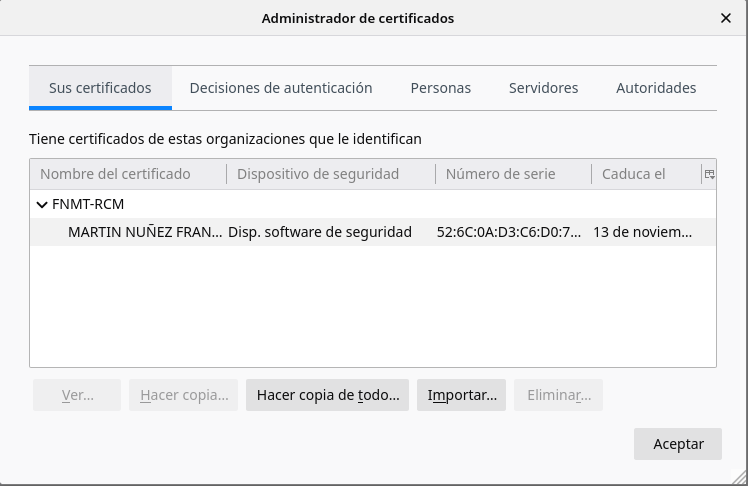 Administrador de certificados
Sus certificados Decisiones de autenticación Personas Servidores Autoridades
Tiene certificados de estas organizaciones que le identifican
Nombre del certificado Dispositivo de seguridad Número de serie Caduca el
FNMT-RCM
MARTIN NUÑEZ FRAN... Disp. software de seguridad 52:6C:0A:D3:C6:D0:7... 13 de noviem...
Ver... Hacer copia... Hacer copia de todo... Importar... Eliminar...
Aceptar